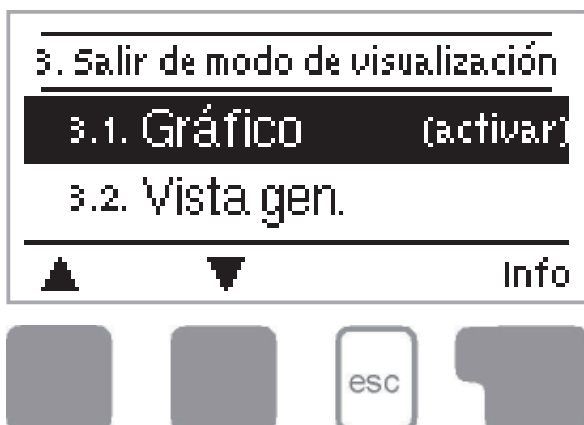 3. Salir de modo de visualización
3.1. Gráfico (activar)
3.2. Vista gen.
Info
esc